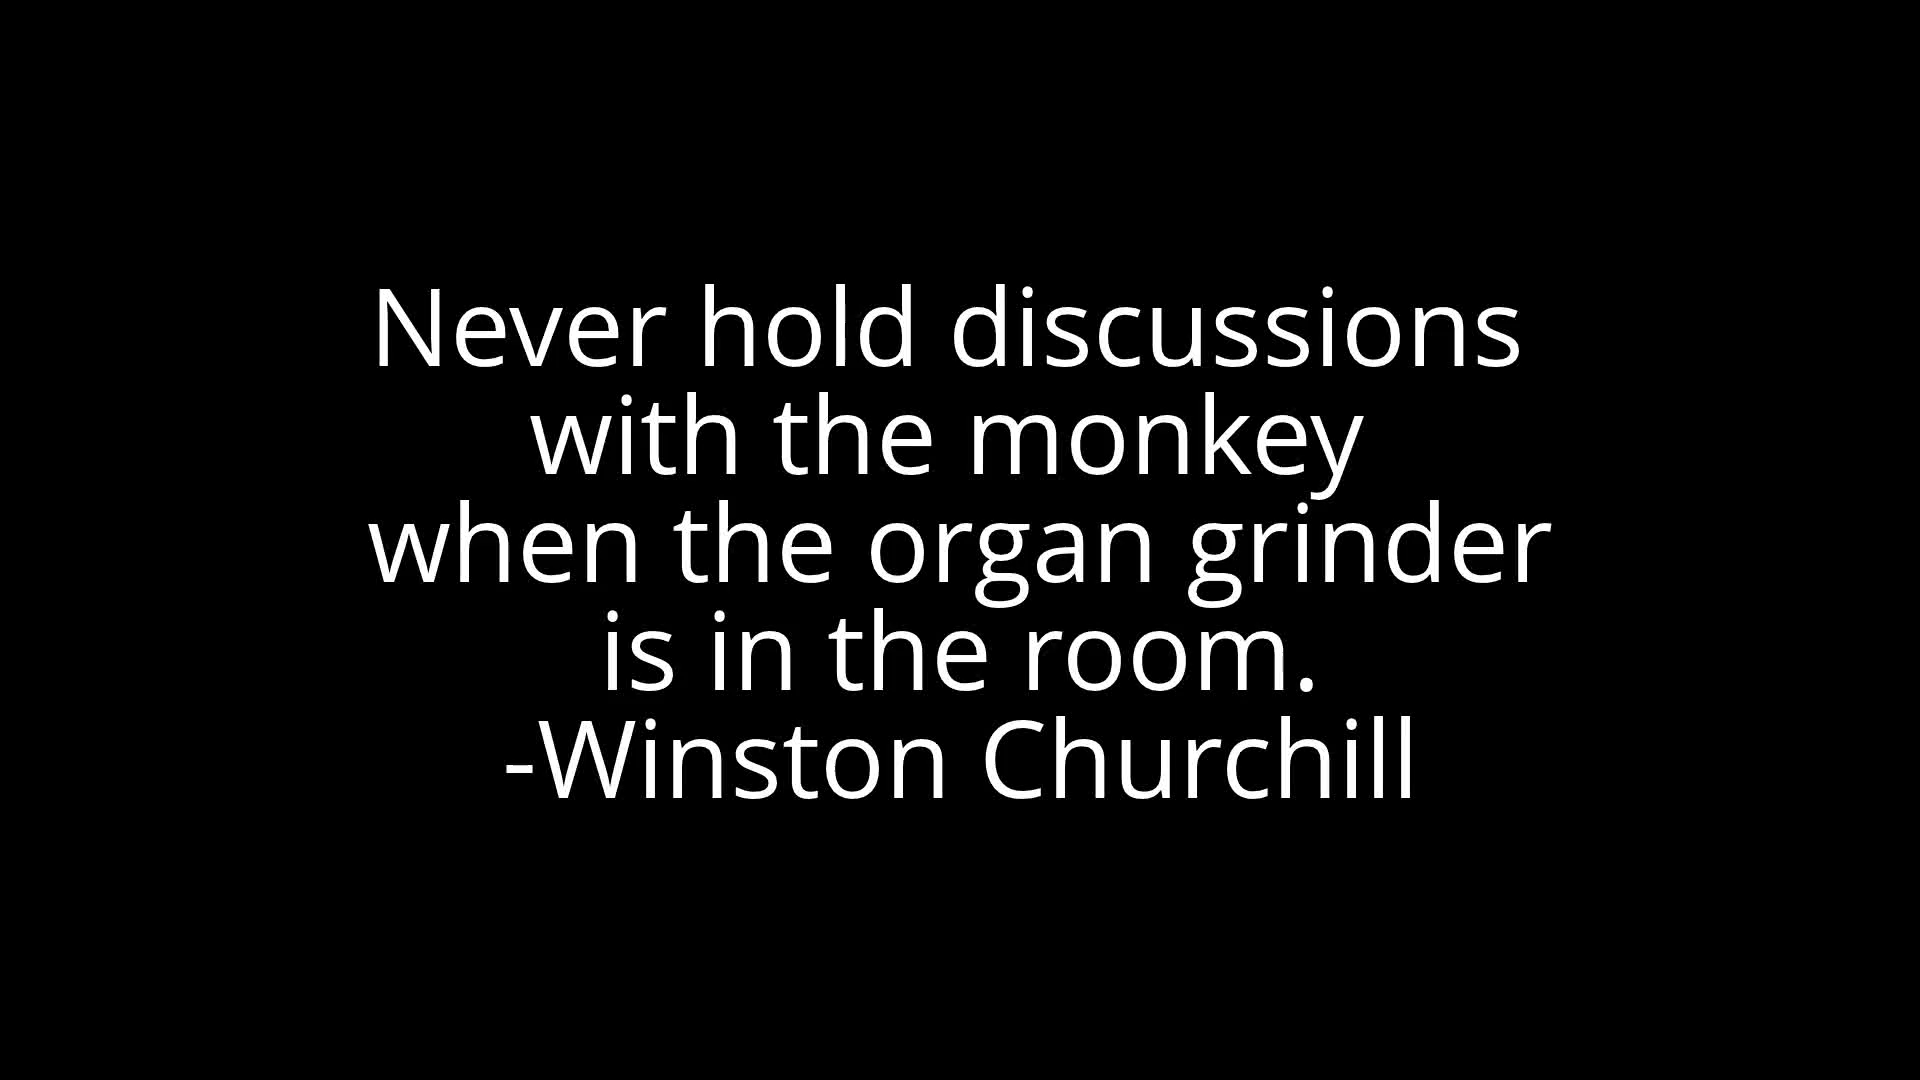 Never hold discussions
with the monkey
when the organ grinder
is in the room.
-Winston Churchill